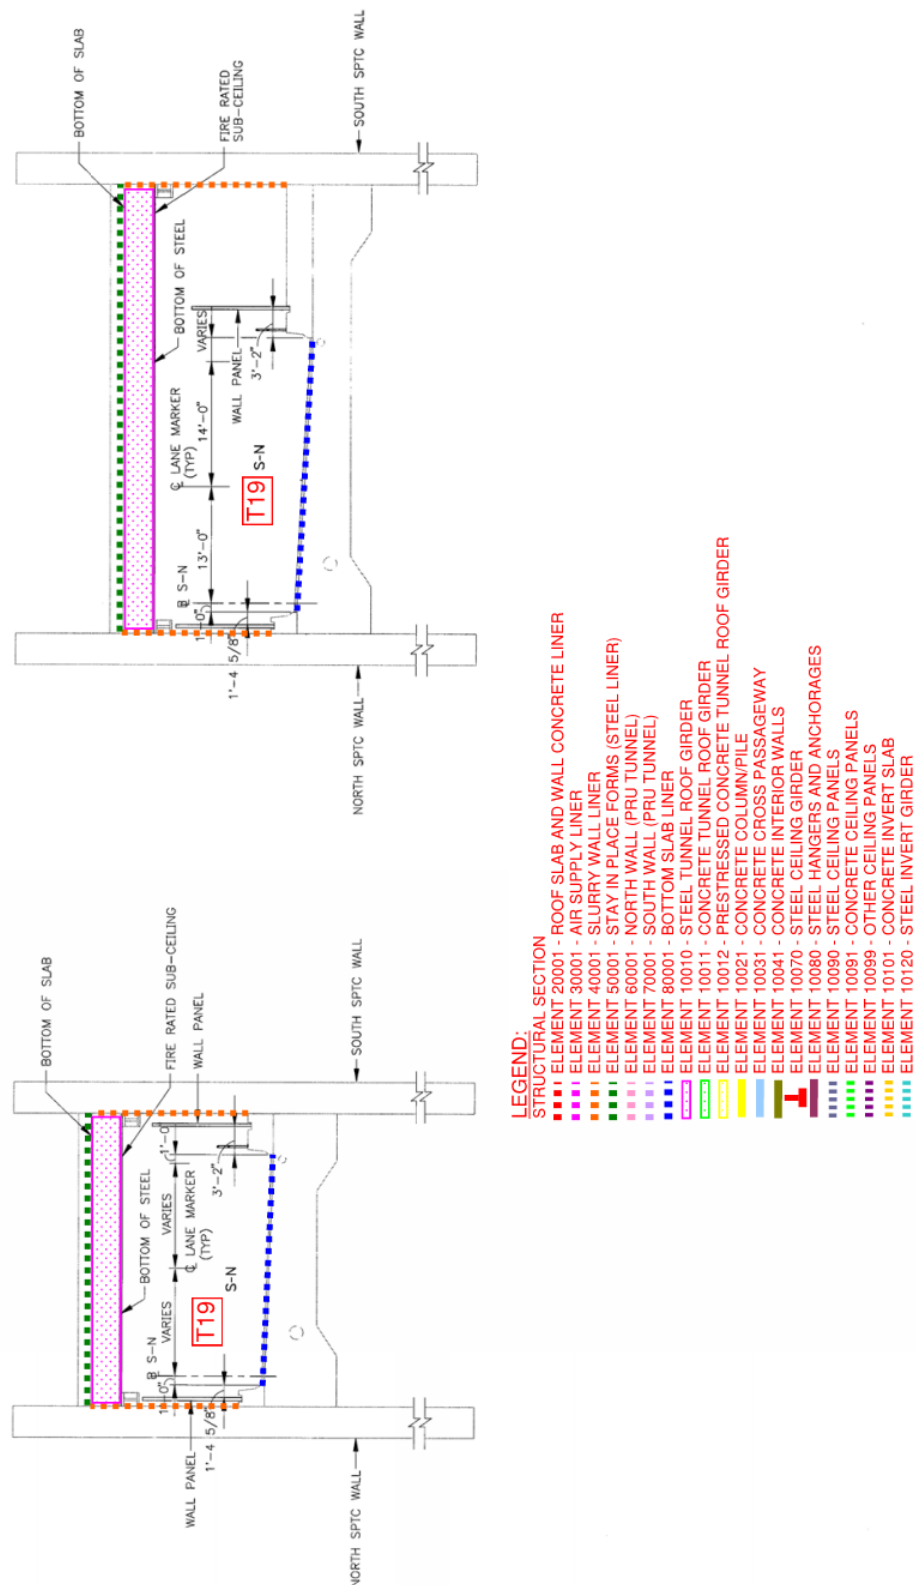 BOTTOM OF SLAB
FIRE RATED
SUB-CEILING
SOUTH SPTC WALL
BOTTOM OF STEEL
VARIES
WALL PANEL
3'-2"
℄ LANE MARKER
(TYP)
14'-0"
T19
S-N
13'-0"
B S-N
1'-0"
1'-4 5/8"
NORTH SPTC WALL
BOTTOM OF SLAB
FIRE RATED SUB-CEILING
WALL PANEL
SOUTH SPTC WALL
BOTTOM OF STEEL
1'-0"
3'-2"
VARIES
℄ LANE MARKER
(TYP)
T19
S-N
VARIES
B S-N
1'-0"
1'-4 5/8"
WALL PANEL
NORTH SPTC WALL
LEGEND:
STRUCTURAL SECTION
ELEMENT 20001 - ROOF SLAB AND WALL CONCRETE LINER
ELEMENT 30001 - AIR SUPPLY LINER
ELEMENT 40001 - SLURRY WALL LINER
ELEMENT 50001 - STAY IN PLACE FORMS (STEEL LINER)
ELEMENT 60001 - NORTH WALL (PRU TUNNEL)
ELEMENT 70001 - SOUTH WALL (PRU TUNNEL)
ELEMENT 80001 - BOTTOM SLAB LINER
ELEMENT 10010 - STEEL TUNNEL ROOF GIRDER
ELEMENT 10011 - CONCRETE TUNNEL ROOF GIRDER
ELEMENT 10012 - PRESTRESSED CONCRETE TUNNEL ROOF GIRDER
ELEMENT 10021 - CONCRETE COLUMN/PILE
ELEMENT 10031 - CONCRETE CROSS PASSAGEWAY
ELEMENT 10041 - CONCRETE INTERIOR WALLS
ELEMENT 10070 - STEEL CEILING GIRDER
ELEMENT 10080 - STEEL HANGERS AND ANCHORAGES
ELEMENT 10090 - STEEL CEILING PANELS
ELEMENT 10091 - CONCRETE CEILING PANELS
ELEMENT 10099 - OTHER CEILING PANELS
ELEMENT 10101 - CONCRETE INVERT SLAB
ELEMENT 10120 - STEEL INVERT GIRDER